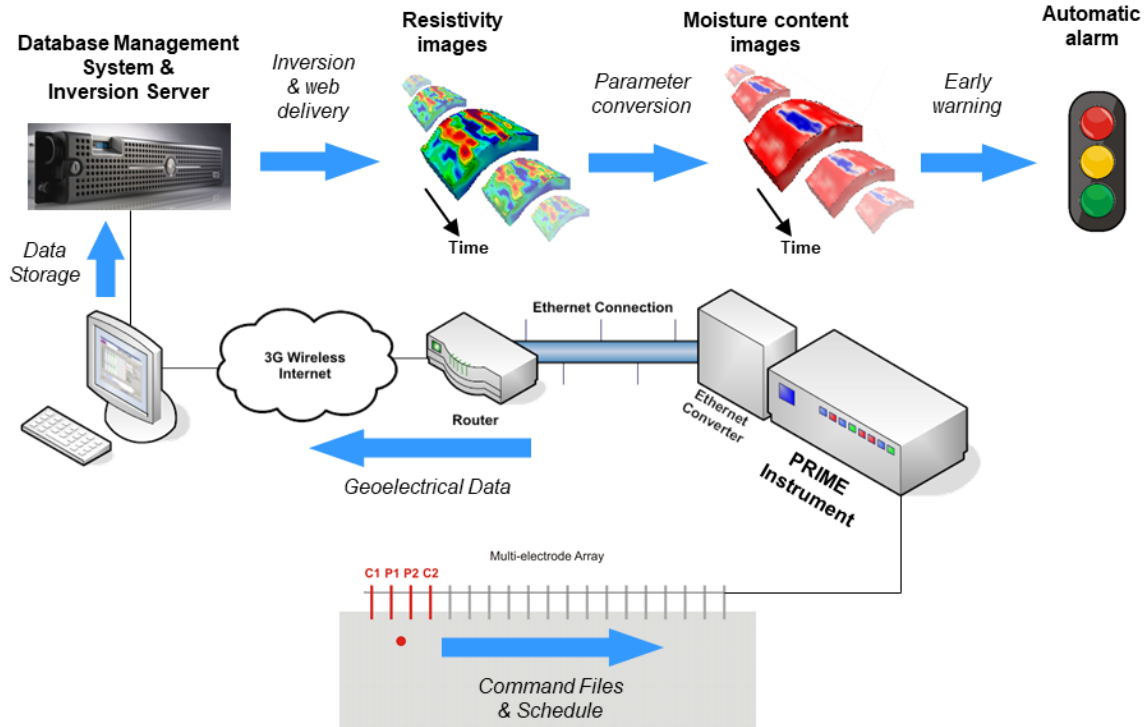 Database Management
System &
Inversion Server
Inversion
& web
delivery
Resistivity
images
Parameter
conversion
Moisture content
images
Early
warning
Automatic
alarm
Time
Time
Data
Storage
3G Wireless
Internet
Router
Ethernet Connection
Ethernet
Converter
PRIME
Instrument
Geoelectrical Data
Multi-electrode Array
C1 P1 P2 C2
Command Files
& Schedule